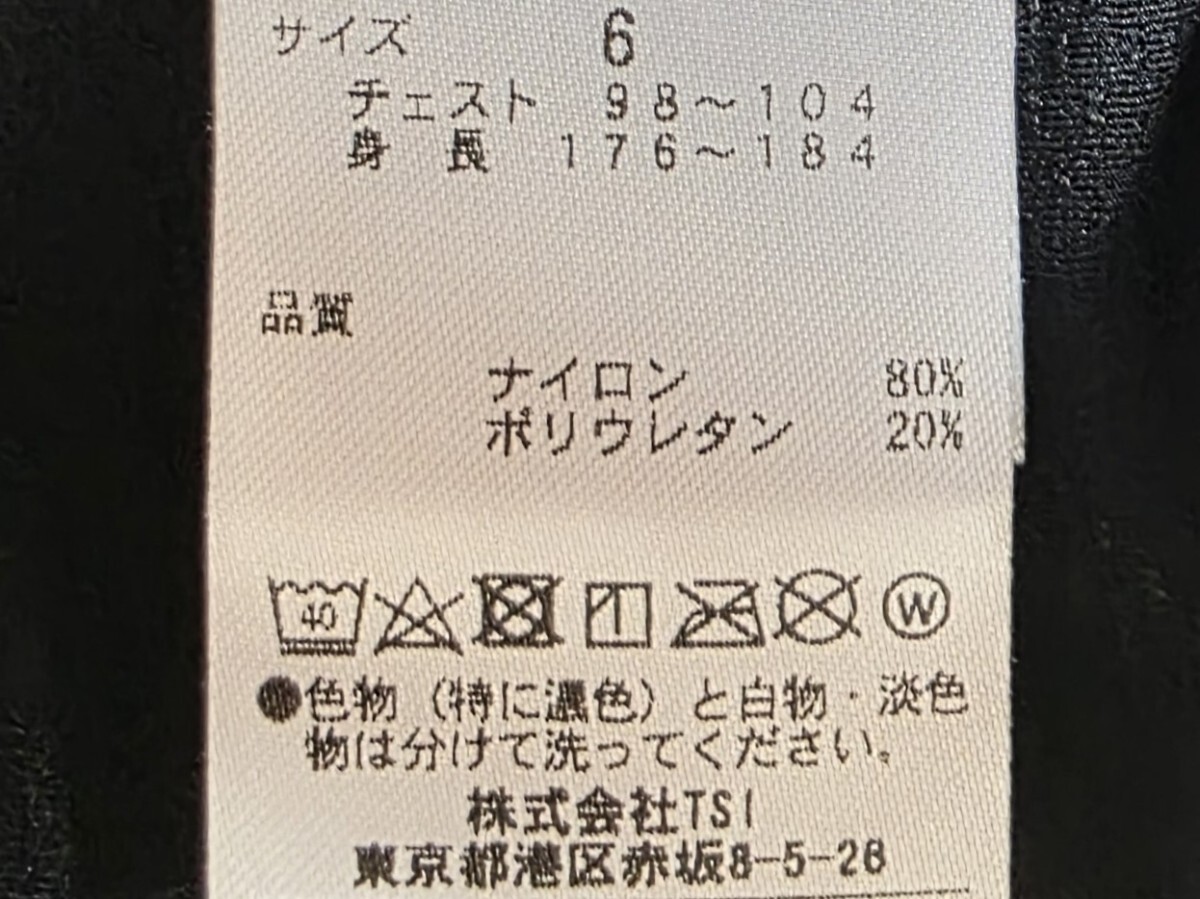 サイズ 6
チェスト 98～104
身長 176～184
品質
ナイロン 80%
ポリウレタン 20%
40 W
●色物（特に濃色）と白物・淡色
物は分けて洗ってください。
株式会社TSI
東京都港区赤坂8-5-26